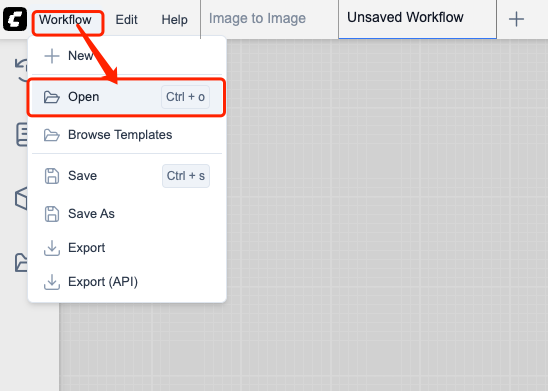 Workflow Edit Help Image to Image Unsaved Workflow
New
Open Ctrl + o
Browse Templates
Save Ctrl + s
Save As
Export
Export (API)